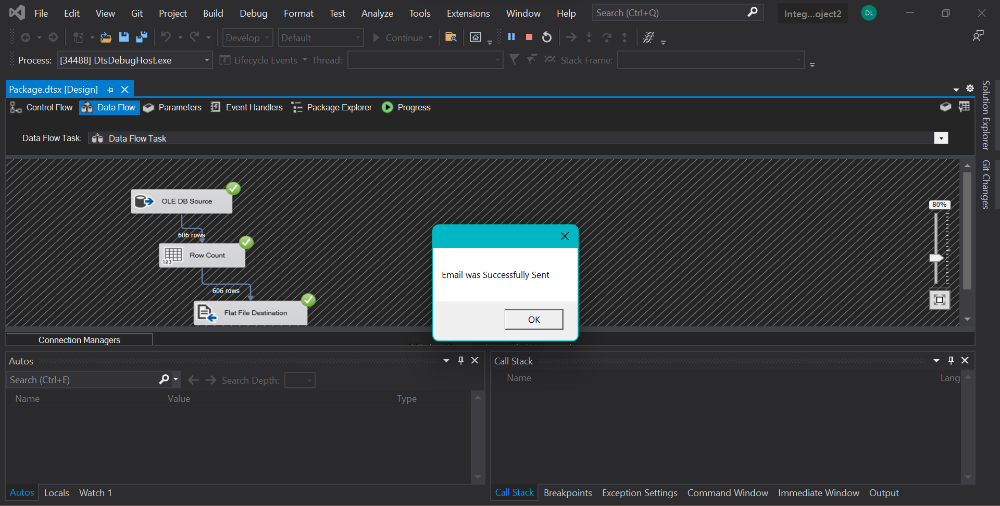 File Edit View Git Project Build Debug Format Test Analyze Tools Extensions Window Help Search (Ctrl+Q) Integ...oject2 DL
Develop Default Continue
Process: [34488] DtsDebugHost.exe Lifecycle Events Thread: Stack Frame:
Package.dtsx [Design]
Control Flow Data Flow Parameters Event Handlers Package Explorer Progress
Data Flow Task: Data Flow Task
Solution Explorer
Git Changes
OLE DB Source
606 rows
123
Row Count
606 rows
Flat File Destination
80%
Email was Successfully Sent
OK
Connection Managers
Autos
Search (Ctrl+E) Search Depth:
Name Value Type
Autos Locals Watch 1
Call Stack
Name Lang
Call Stack Breakpoints Exception Settings Command Window Immediate Window Output